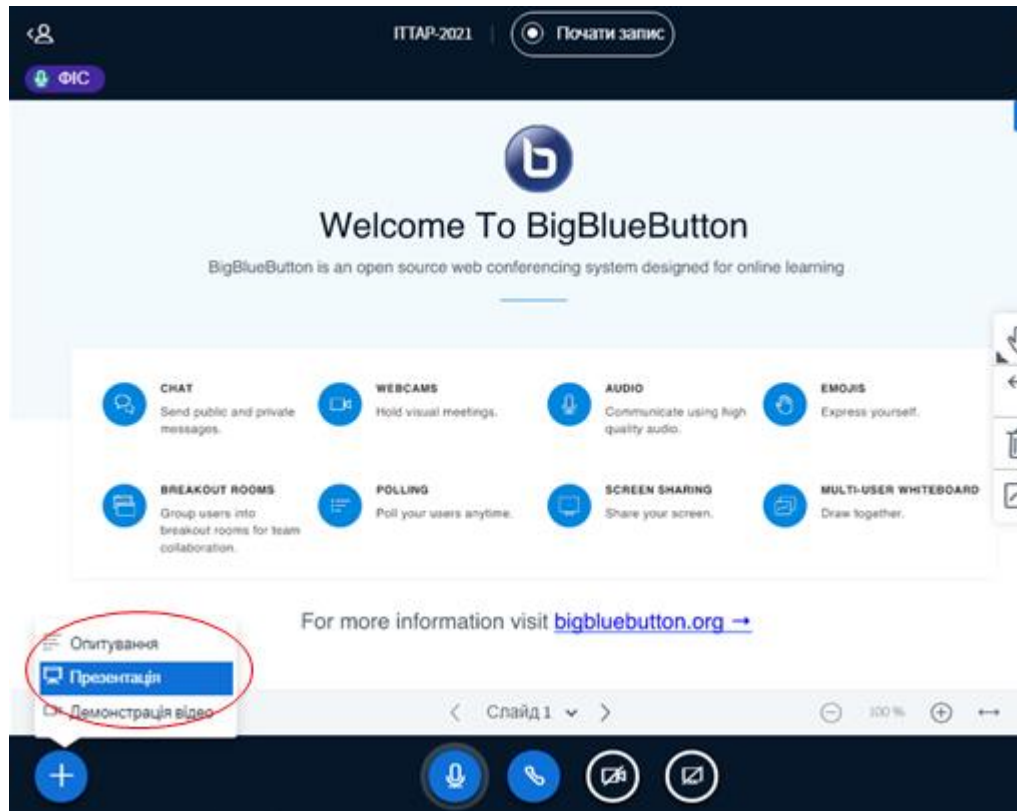 ITTAP-2021
Почати запис
ФІС
Welcome To BigBlueButton
BigBlueButton is an open source web conferencing system designed for online learning
CHAT
Send public and private
messages.
WEBCAMS
Hold visual meetings.
AUDIO
Communicate using high
quality audio.
EMOJIS
Express yourself.
BREAKOUT ROOMS
Group users into
breakout rooms for team
collaboration.
POLLING
Poll your users anytime.
SCREEN SHARING
Share your screen.
MULTI-USER WHITEBOARD
Draw together.
For more information visit bigbluebutton.org →
Опитування
Презентація
Демонстрація відео
Слайд 1
100 %